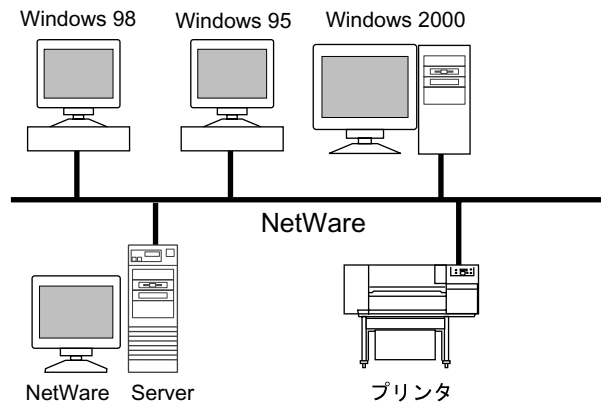 Windows 98
Windows 95
Windows 2000
NetWare
NetWare Server
プリンタ